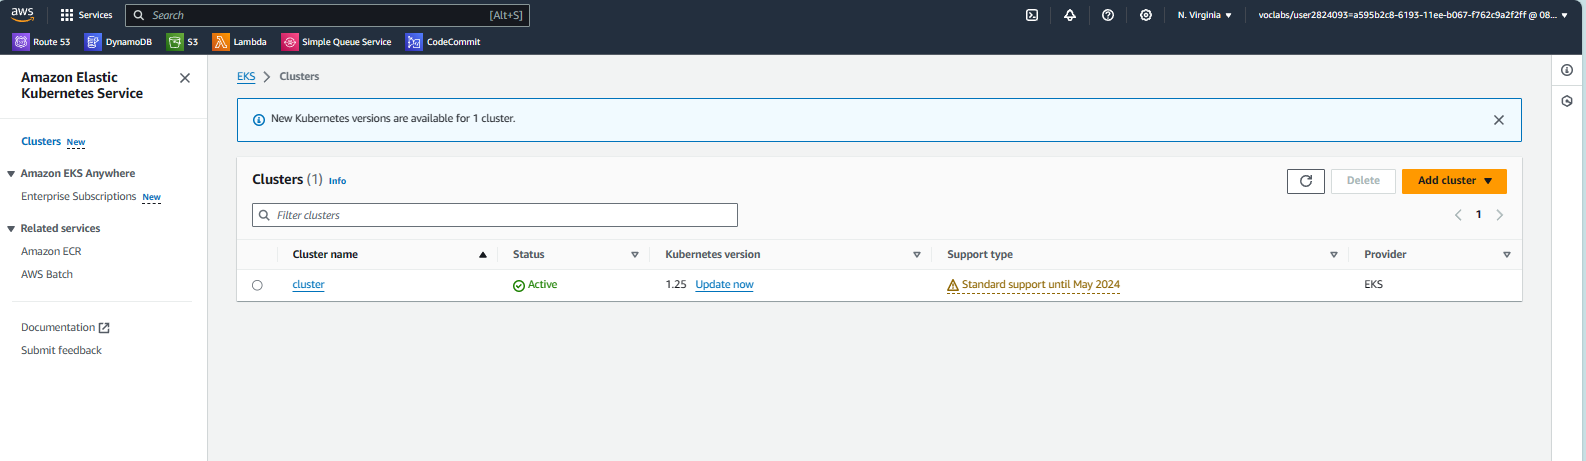 aws Services Search [Alt+S] N. Virginia voclabs/user2824093=a595b2c8-6193-11ee-b067-f762c9a2f2ff @ 08...
Route 53 DynamoDB S3 Lambda Simple Queue Service CodeCommit
Amazon Elastic
Kubernetes Service
Clusters New
Amazon EKS Anywhere
Enterprise Subscriptions New
Related services
Amazon ECR
AWS Batch
Documentation
Submit feedback
EKS Clusters
New Kubernetes versions are available for 1 cluster.
Clusters (1) Info Delete Add cluster
Filter clusters 1
Cluster name Status Kubernetes version Support type Provider
cluster Active 1.25 Update now Standard support until May 2024 EKS